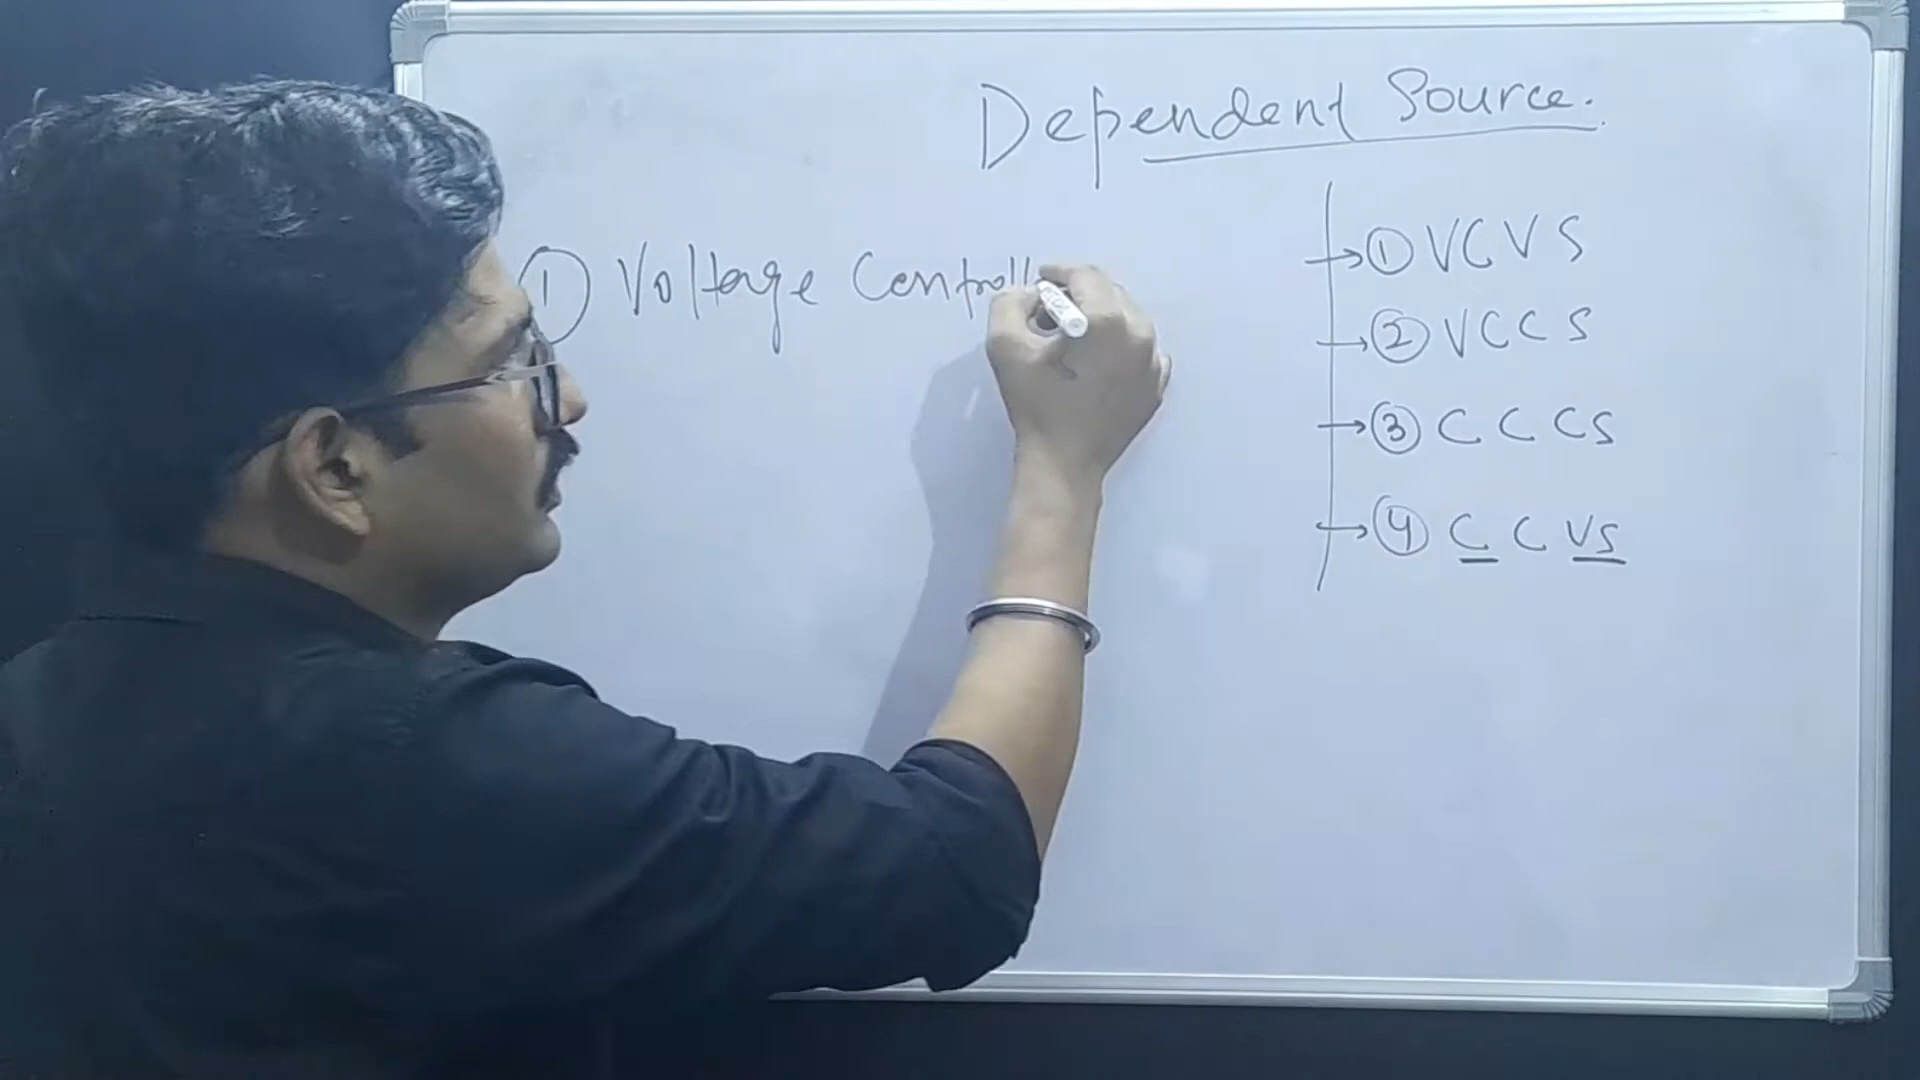 Dependent Source.
① Voltage Controll
→ ① VCVS
→ ② VCCS
→ ③ CCCS
→ ④ CCVS